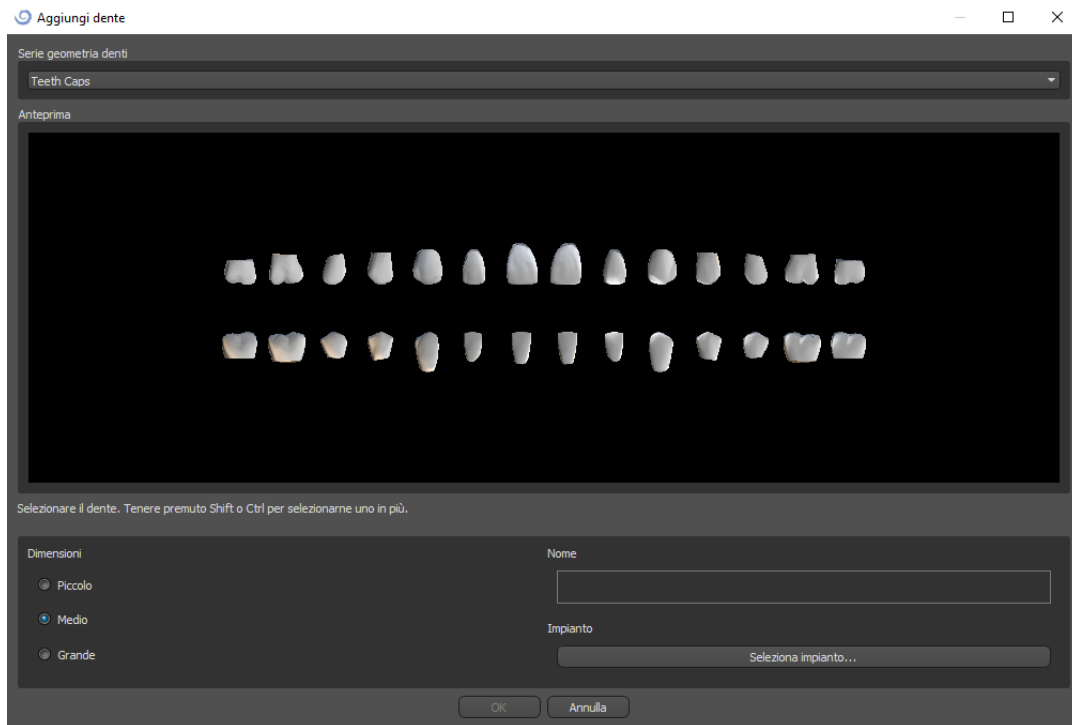 Aggiungi dente
Serie geometria denti
Teeth Caps
Anteprima
Selezionare il dente. Tenere premuto Shift o Ctrl per selezionarne uno in più.
Dimensioni
Piccolo
Medio
Grande
Nome
Impianto
Seleziona impianto...
OK
Annulla